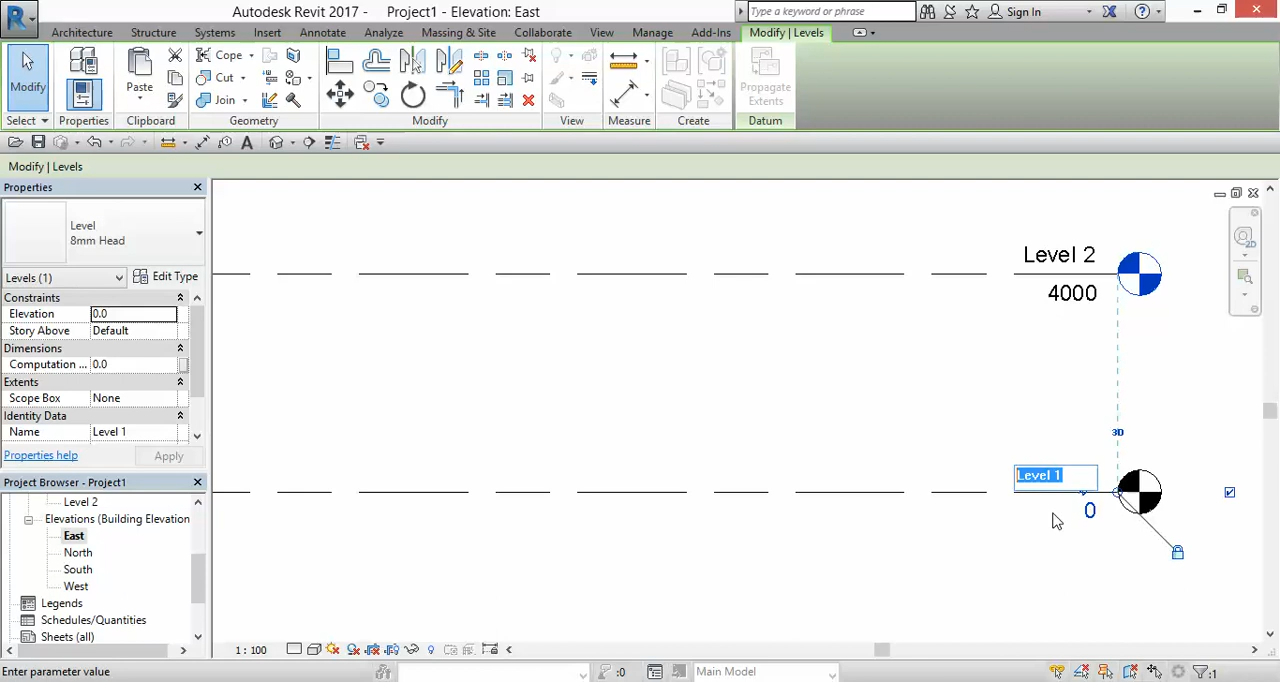 Autodesk Revit 2017 - Project1 - Elevation: East
Type a keyword or phrase
Sign In
Architecture Structure Systems Insert Annotate Analyze Massing & Site Collaborate View Manage Add-Ins Modify | Levels
Modify
Paste
Cope
Cut
Join
Propagate
Extents
Select Properties Clipboard Geometry Modify View Measure Create Datum
Modify | Levels
Properties
Level
8mm Head
Levels (1)
Edit Type
Constraints
Elevation 0.0
Story Above Default
Dimensions
Computation ... 0.0
Extents
Scope Box None
Identity Data
Name Level 1
Properties help
Apply
Project Browser - Project1
Level 2
Elevations (Building Elevation
East
North
South
West
Legends
Schedules/Quantities
Sheets (all)
Level 2
4000
3D
Level 1
0
2D
1 : 100
Enter parameter value
:0
Main Model
:1